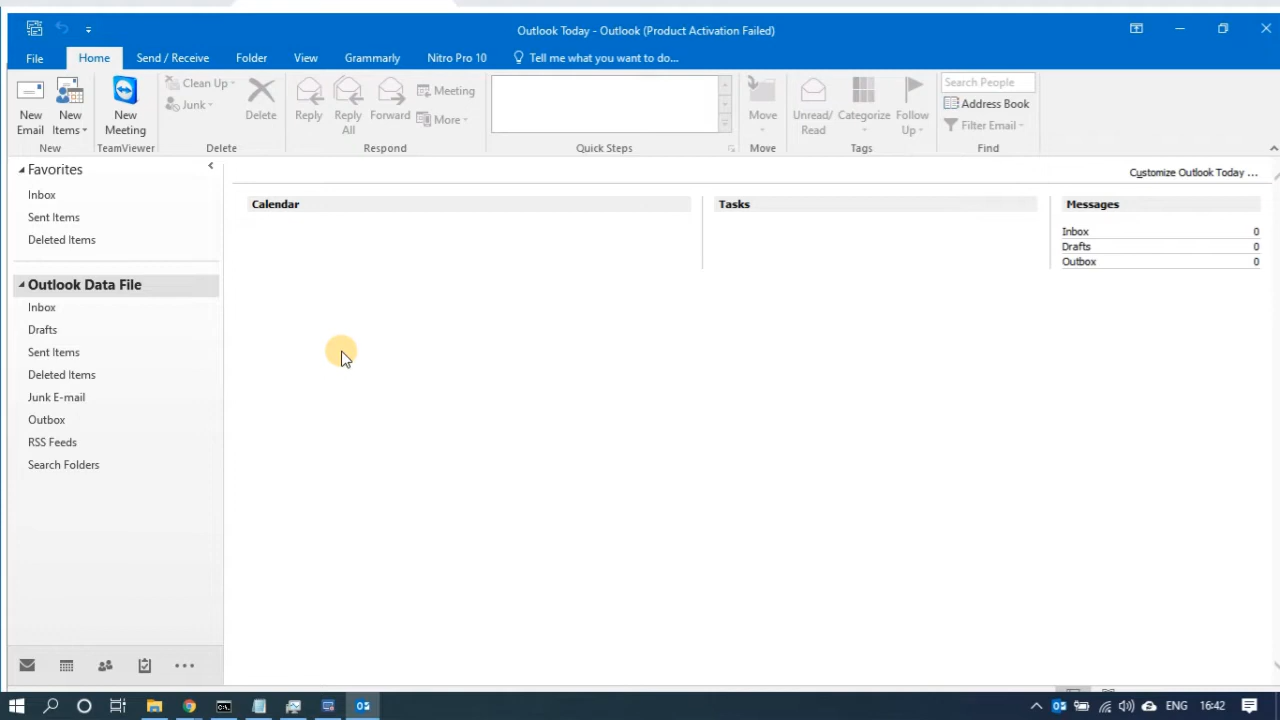 Outlook Today - Outlook (Product Activation Failed)
File Home Send / Receive Folder View Grammarly Nitro Pro 10 Tell me what you want to do...
New Email
New Items
New Meeting
Clean Up
Junk
Delete
Reply
Reply All
Forward
Meeting
More
Move
Unread/ Read
Categorize
Follow Up
Search People
Address Book
Filter Email
New TeamViewer Delete Respond Quick Steps Move Tags Find
Favorites
Inbox
Sent Items
Deleted Items
Outlook Data File
Inbox
Drafts
Sent Items
Deleted Items
Junk E-mail
Outbox
RSS Feeds
Search Folders
Customize Outlook Today ...
Calendar
Tasks
Messages
Inbox 0
Drafts 0
Outbox 0
ENG 16:42